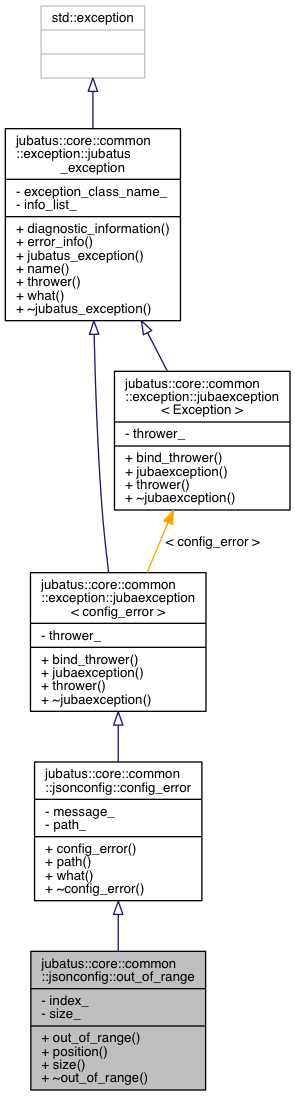 std::exception
jubatus::core::common
::exception::jubatus
_exception
- exception_class_name_
- info_list_
+ diagnostic_information()
+ error_info()
+ jubatus_exception()
+ name()
+ thrower()
+ what()
+ ~jubatus_exception()
jubatus::core::common
::exception::jubaexception
< Exception >
- thrower_
+ bind_thrower()
+ jubaexception()
+ thrower()
+ ~jubaexception()
< config_error >
jubatus::core::common
::exception::jubaexception
< config_error >
- thrower_
+ bind_thrower()
+ jubaexception()
+ thrower()
+ ~jubaexception()
jubatus::core::common
::jsonconfig::config_error
- message_
- path_
+ config_error()
+ path()
+ what()
+ ~config_error()
jubatus::core::common
::jsonconfig::out_of_range
- index_
- size_
+ out_of_range()
+ position()
+ size()
+ ~out_of_range()